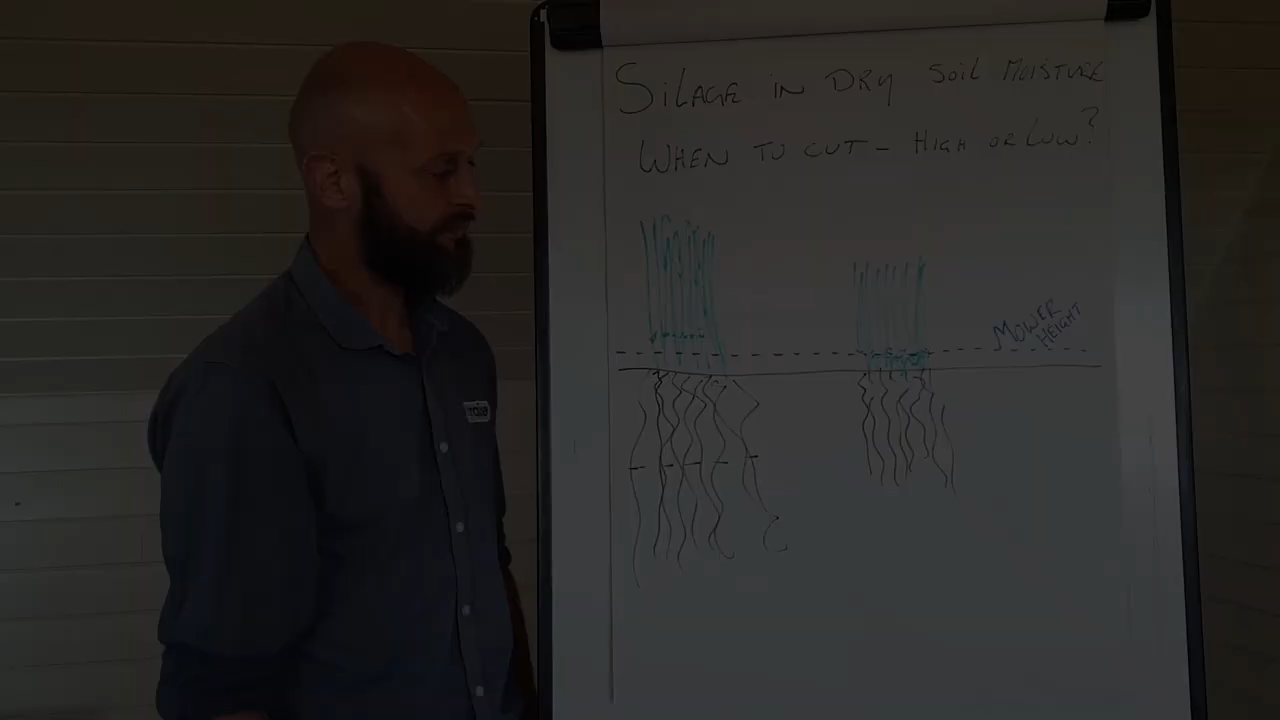 SILAGE IN DRY SOIL MOISTURE
WHEN TO CUT - HIGH OR LOW?
MOWER
HEIGHT